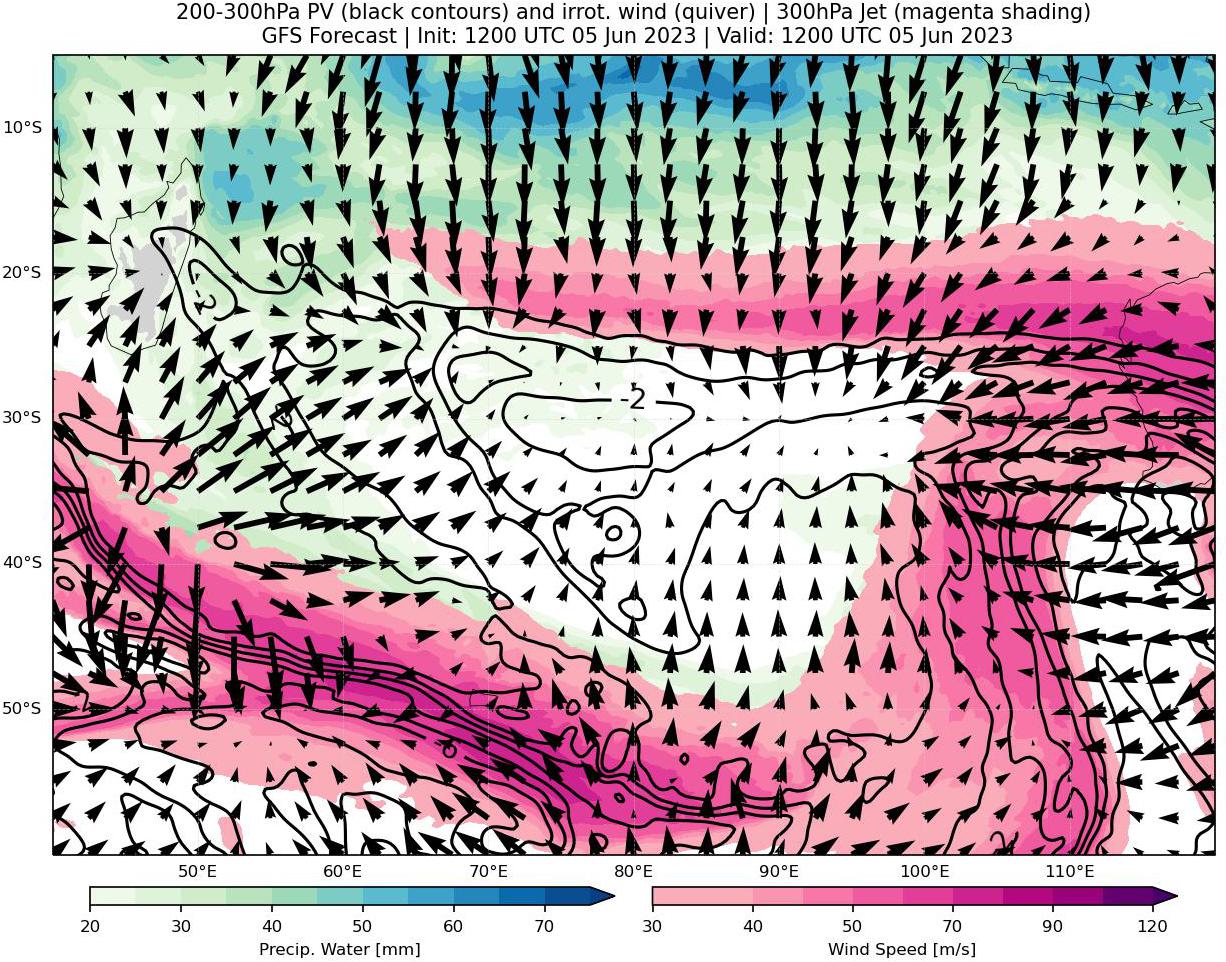 200-300hPa PV (black contours) and irrot. wind (quiver) | 300hPa Jet (magenta shading)
GFS Forecast | Init: 1200 UTC 05 Jun 2023 | Valid: 1200 UTC 05 Jun 2023
10°S
20°S
30°S
40°S
50°S
-2
50°E 60°E 70°E 80°E 90°E 100°E 110°E
20 30 40 50 60 70
30 40 50 70 90 120
Precip. Water [mm] Wind Speed [m/s]